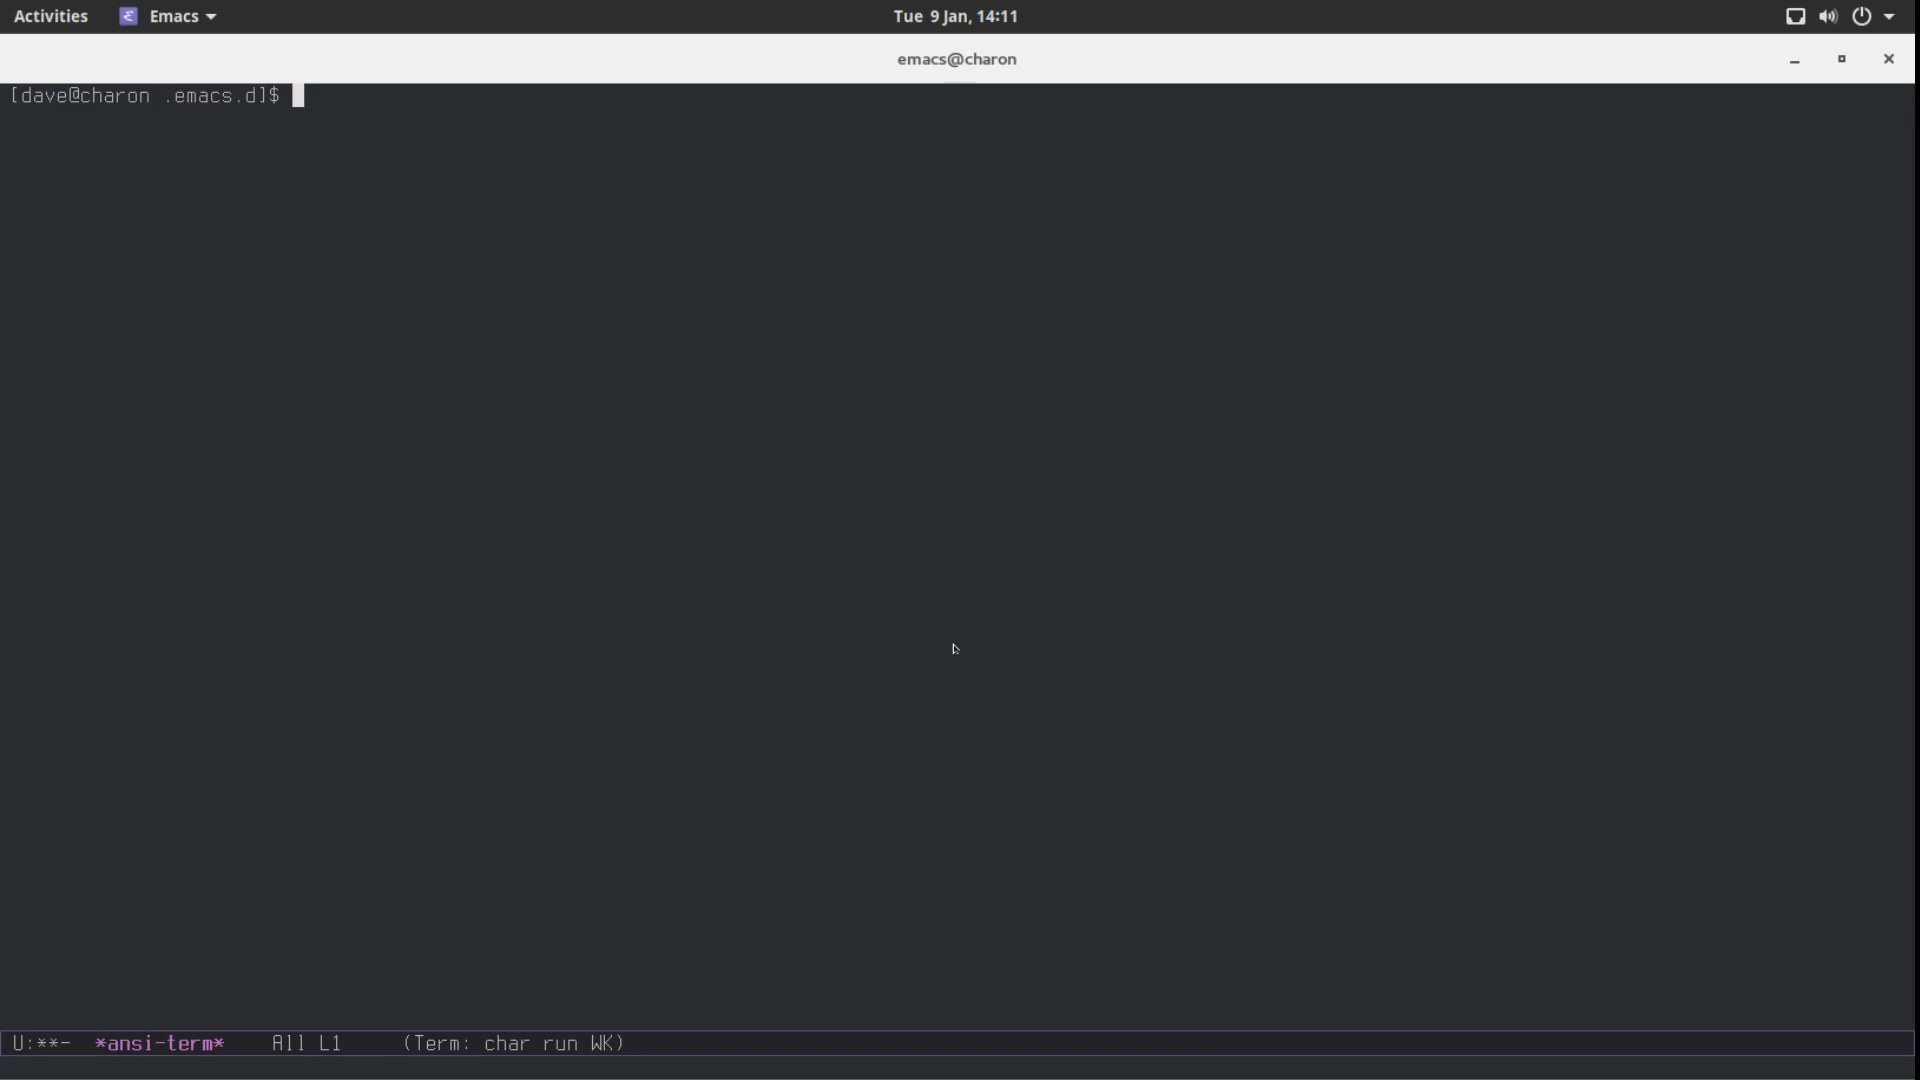 Activities Emacs Tue 9 Jan, 14:11
emacs@charon
[dave@charon .emacs.d]$
U:**- *ansi-term* All L1 (Term: char run WK)